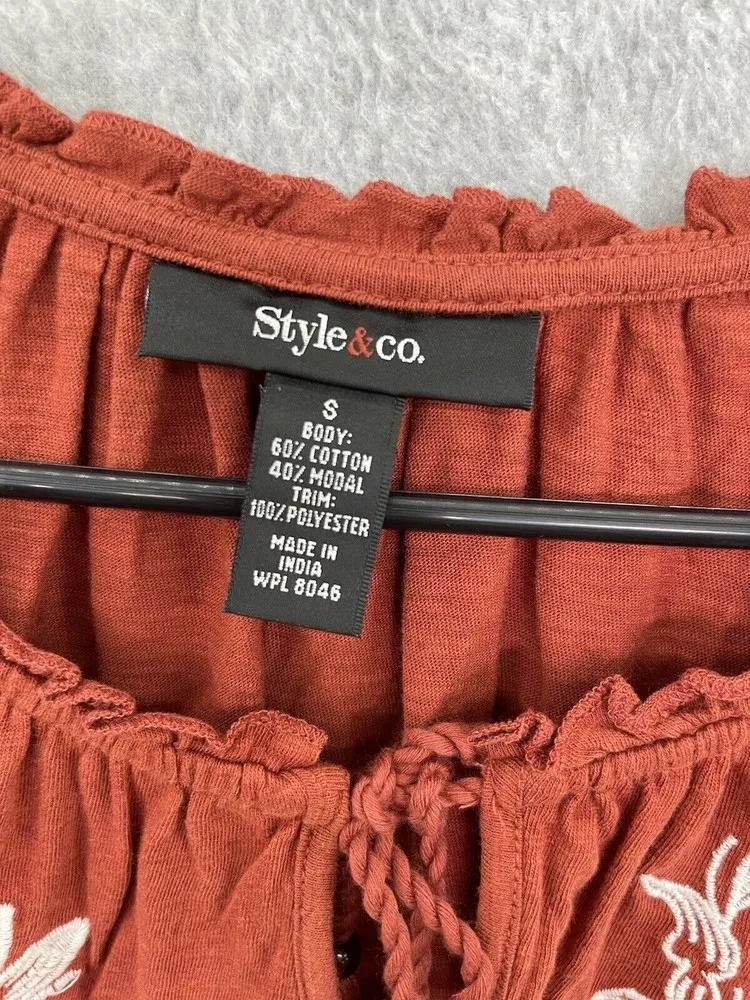 Style&co.
S
BODY:
60% COTTON
40% MODAL
TRIM:
100% POLYESTER
MADE IN
INDIA
WPL 8046